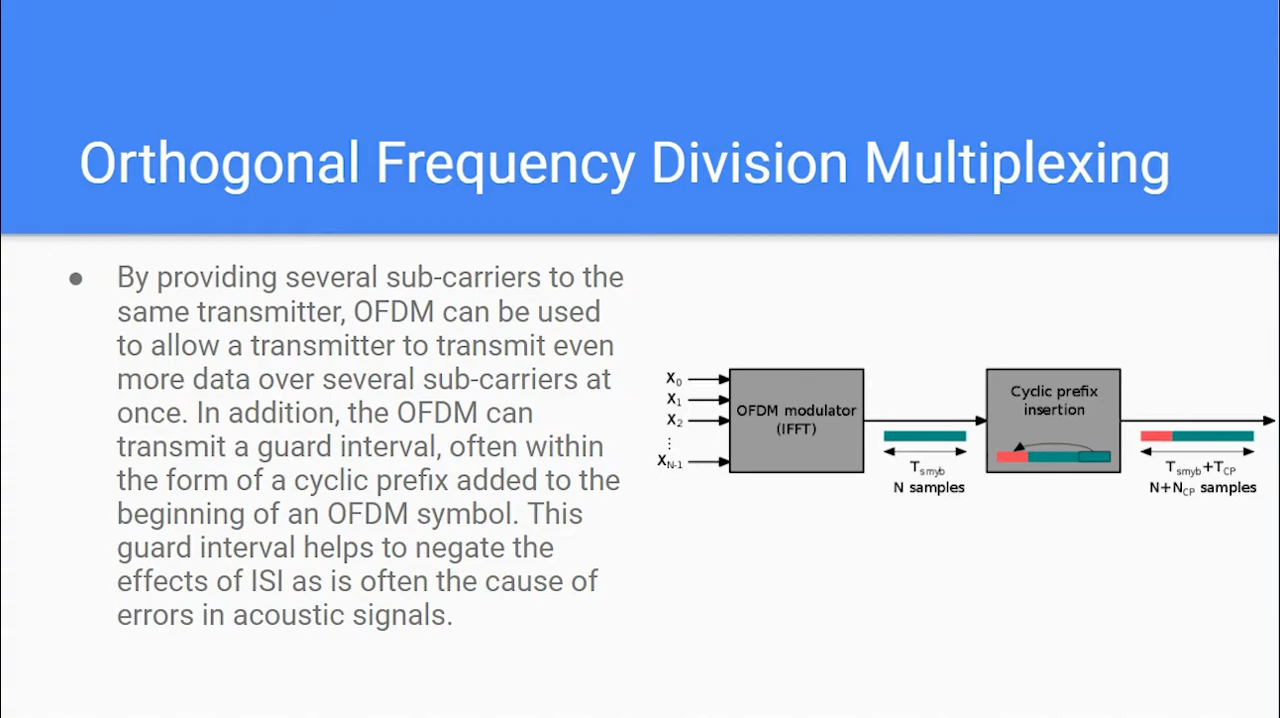 Orthogonal Frequency Division Multiplexing
● By providing several sub-carriers to the
same transmitter, OFDM can be used
to allow a transmitter to transmit even
more data over several sub-carriers at
once. In addition, the OFDM can
transmit a guard interval, often within
the form of a cyclic prefix added to the
beginning of an OFDM symbol. This
guard interval helps to negate the
effects of ISI as is often the cause of
errors in acoustic signals.
X0
X1
X2
⋮
XN-1
OFDM modulator
(IFFT)
Tsmyb
N samples
Cyclic prefix
insertion
Tsmyb+TCP
N+NCP samples